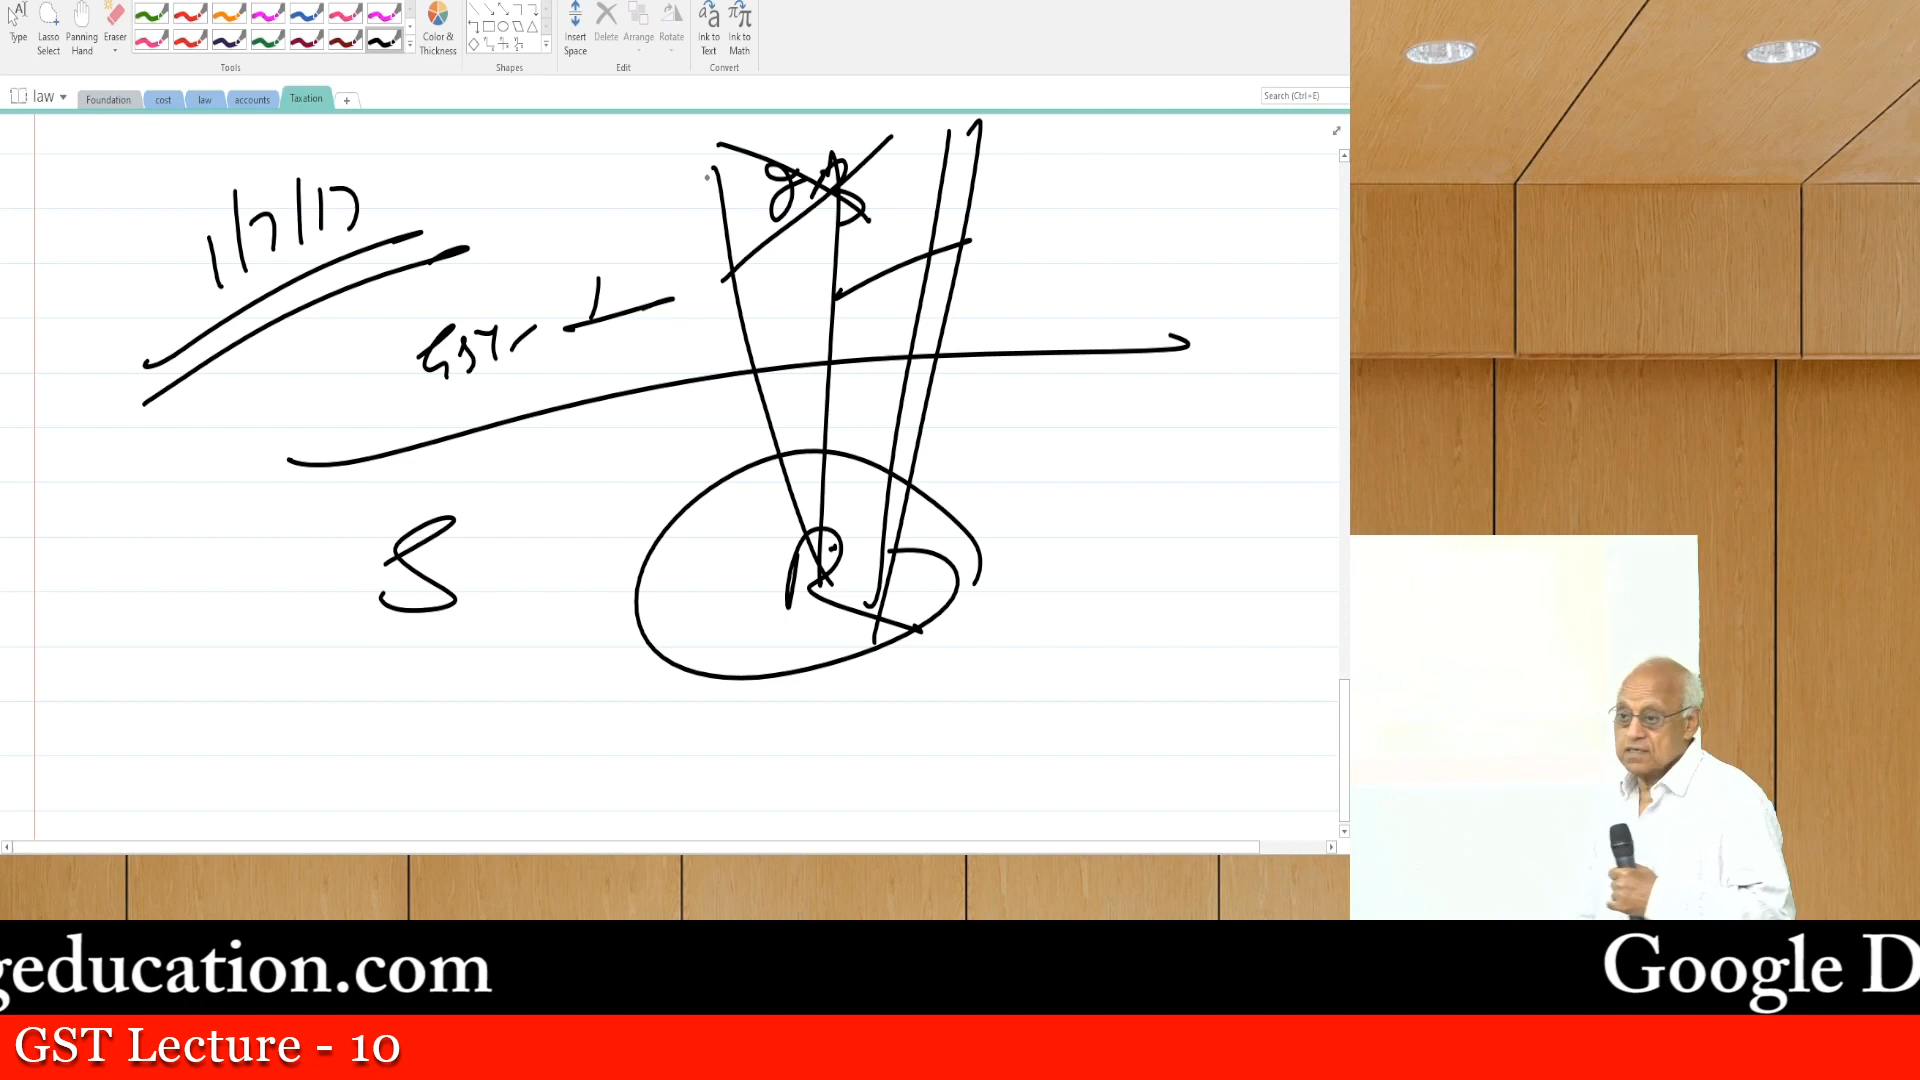 Type
Lasso Select
Panning Hand
Eraser
Color & Thickness
Insert Space
Delete
Arrange
Rotate
Ink to Text
Ink to Math
Tools
Shapes
Edit
Convert
law
Foundation
cost
law
accounts
Taxation
+
Search (Ctrl+E)
1/7/17
GSTr - 1
S
geducation.com
Google D
GST Lecture - 10